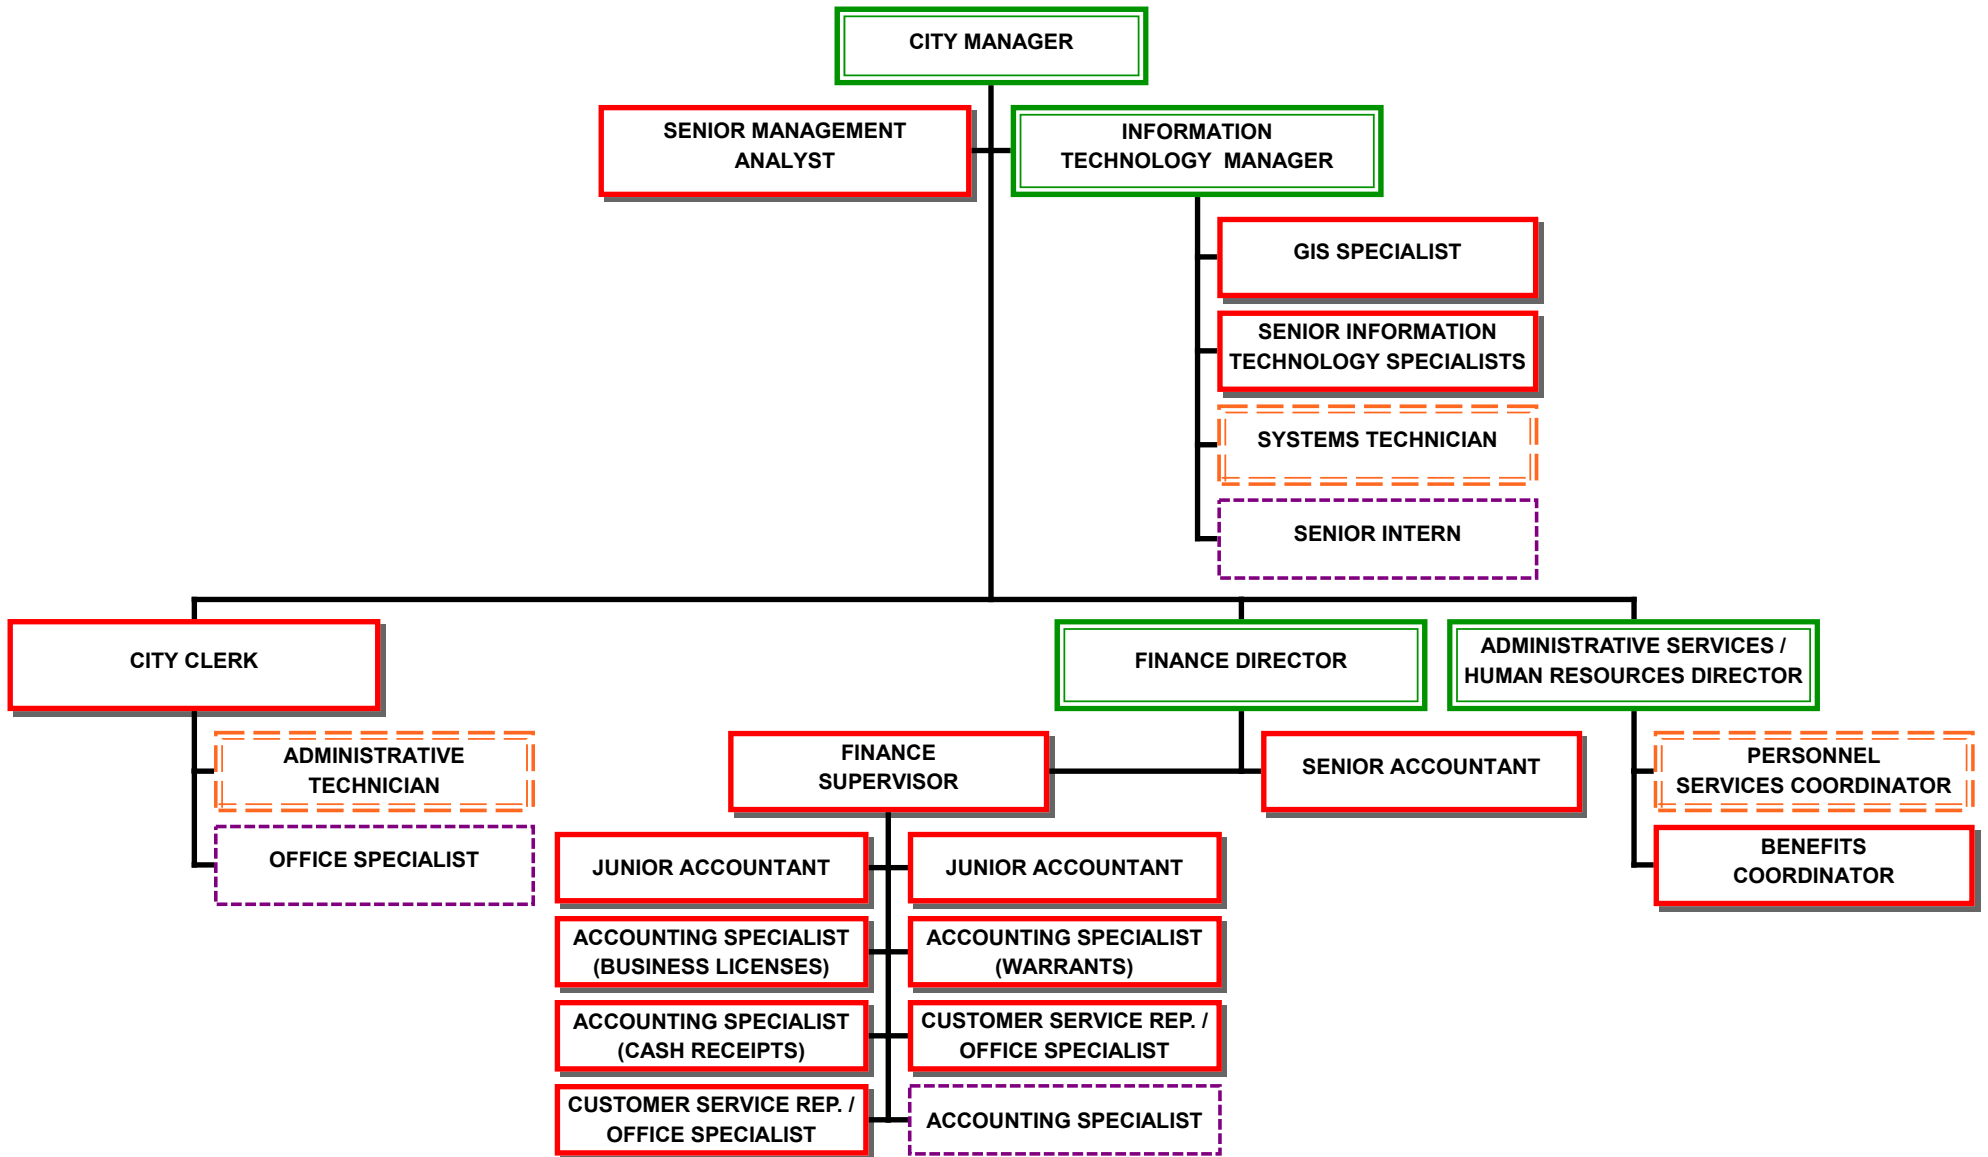 CITY MANAGER
SENIOR MANAGEMENT
ANALYST
INFORMATION
TECHNOLOGY  MANAGER
GIS SPECIALIST
SENIOR INFORMATION
TECHNOLOGY SPECIALISTS
SYSTEMS TECHNICIAN
SENIOR INTERN
CITY CLERK
ADMINISTRATIVE
TECHNICIAN
OFFICE SPECIALIST
FINANCE DIRECTOR
FINANCE
SUPERVISOR
SENIOR ACCOUNTANT
JUNIOR ACCOUNTANT
JUNIOR ACCOUNTANT
ACCOUNTING SPECIALIST
(BUSINESS LICENSES)
ACCOUNTING SPECIALIST
(WARRANTS)
ACCOUNTING SPECIALIST
(CASH RECEIPTS)
CUSTOMER SERVICE REP. /
OFFICE SPECIALIST
CUSTOMER SERVICE REP. /
OFFICE SPECIALIST
ACCOUNTING SPECIALIST
ADMINISTRATIVE SERVICES /
HUMAN RESOURCES DIRECTOR
PERSONNEL
SERVICES COORDINATOR
BENEFITS
COORDINATOR